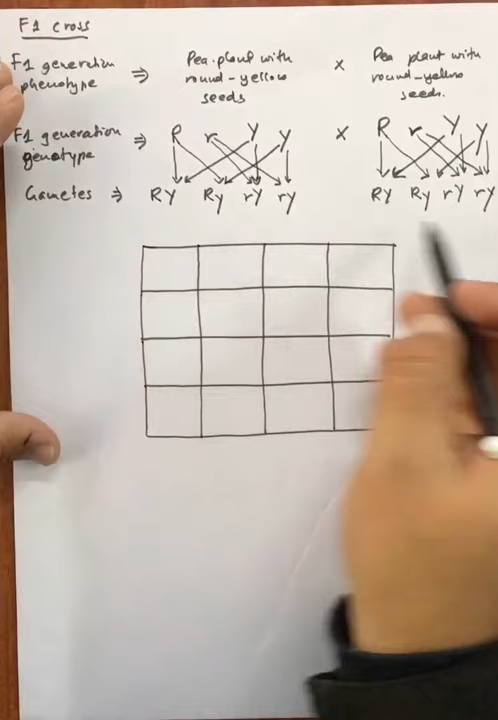 F1 cross
F1 generation phenotype ⇒ Pea plant with round-yellow seeds × Pea plant with round-yellow seeds.
F1 generation genotype ⇒ R r Y y × R r Y y
Gametes ⇒ RY Ry rY ry RY Ry rY ry